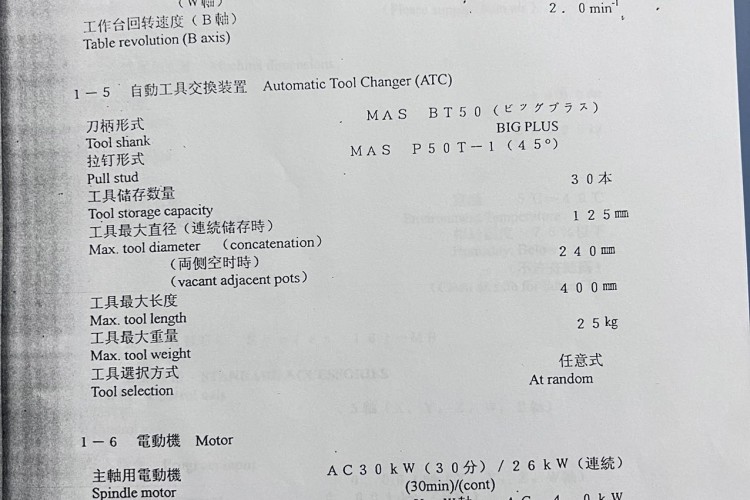 (W軸)
工作台回转速度(B軸) 2.0min⁻¹
Table revolution (B axis)
1-5 自動工具交换装置 Automatic Tool Changer (ATC)
刀柄形式 MAS BT50(ビッグプラス)
Tool shank BIG PLUS
拉钉形式 MAS P50T-1(45°)
Pull stud
工具储存数量 30本
Tool storage capacity
工具最大直径(連続储存時) 125㎜
Max. tool diameter (concatenation)
(両側空时時) 240㎜
(vacant adjacent pots)
工具最大长度 400㎜
Max. tool length
工具最大重量 25㎏
Max. tool weight
工具選択方式 任意式
Tool selection At random
1-6 電動機 Motor
主軸用電動機 AC30kW(30分)/26kW(連続)
Spindle motor (30min)/(cont)